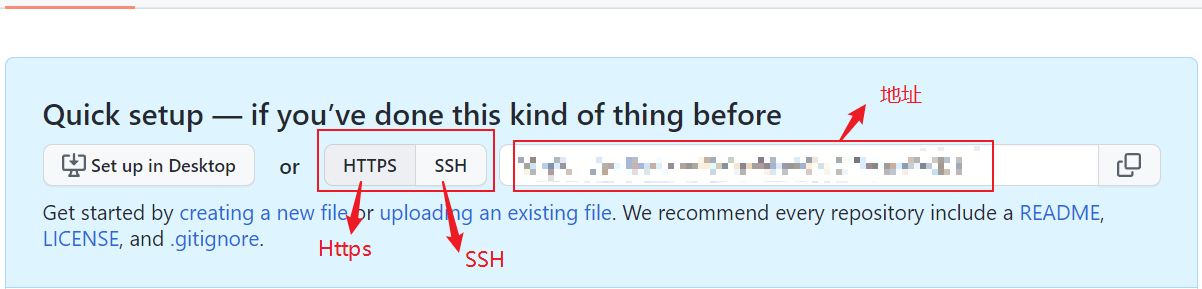 地址
Quick setup — if you’ve done this kind of thing before
Set up in Desktop or HTTPS SSH
Get started by creating a new file or uploading an existing file. We recommend every repository include a README,
LICENSE, and .gitignore.
Https
SSH